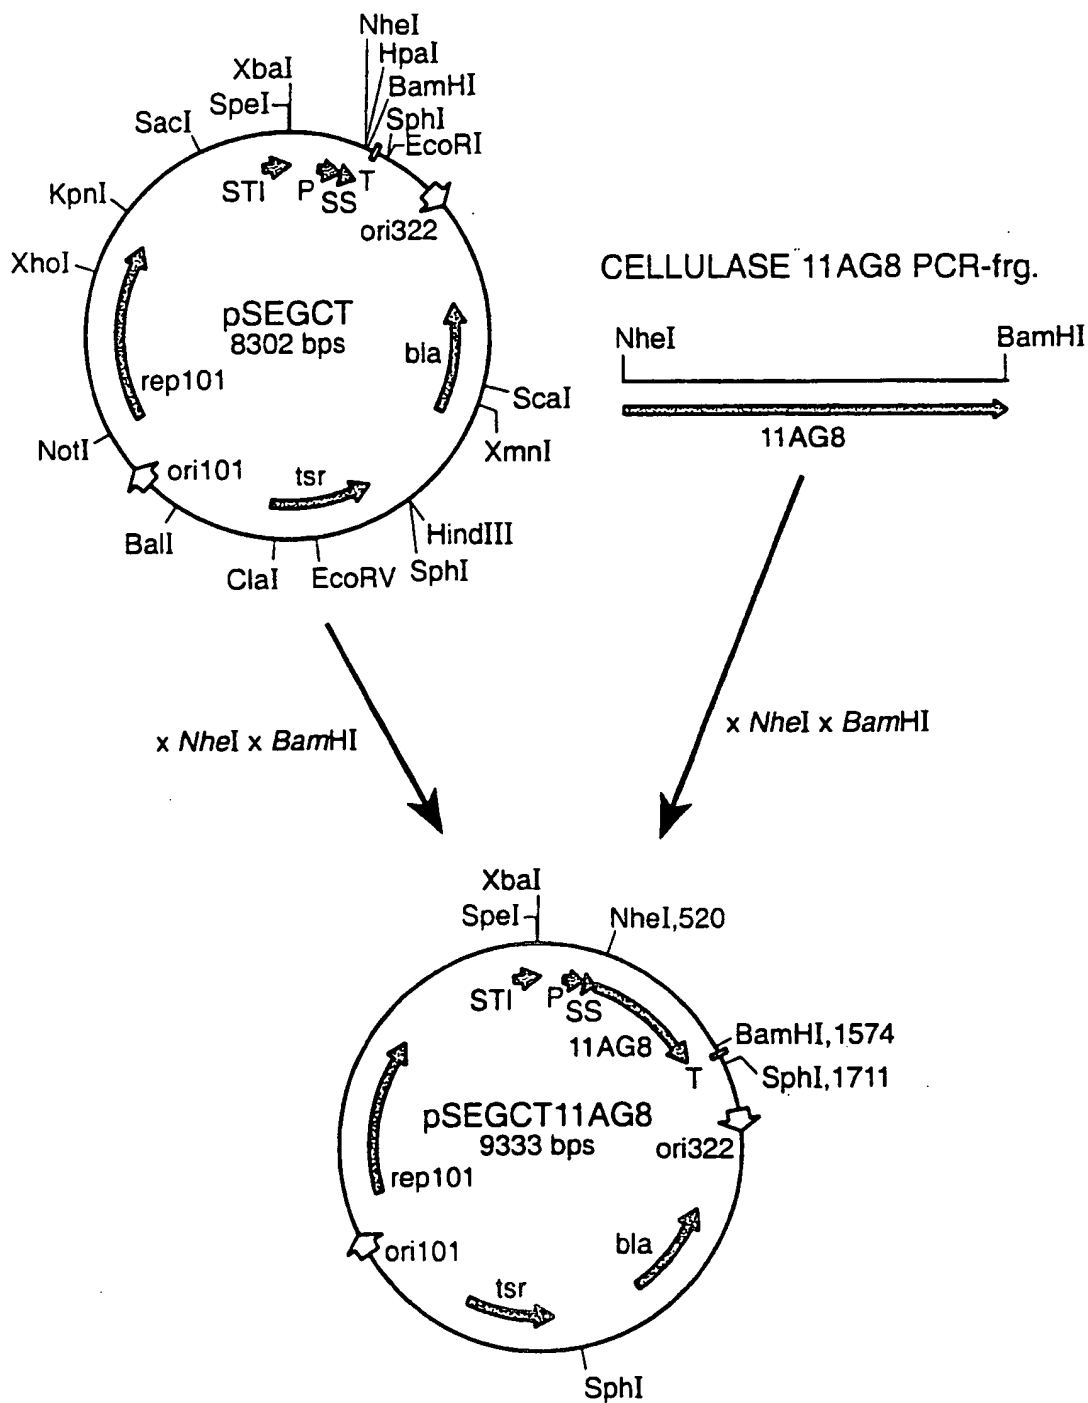 NheI
HpaI
BamHI
SphI
EcoRI
XbaI
SpeI
SacI
KpnI
XhoI
STI
P
SS
T
ori322
pSEGCT
8302 bps
bla
rep101
ScaI
XmnI
NotI
ori101
tsr
BalI
ClaI
EcoRV
SphI
HindIII
CELLULASE 11AG8 PCR-frg.
NheI
BamHI
11AG8
x NheI x BamHI
x NheI x BamHI
XbaI
SpeI
NheI,520
STI
P
SS
11AG8
BamHI,1574
T
SphI,1711
pSEGCT11AG8
9333 bps
ori322
rep101
bla
ori101
tsr
SphI